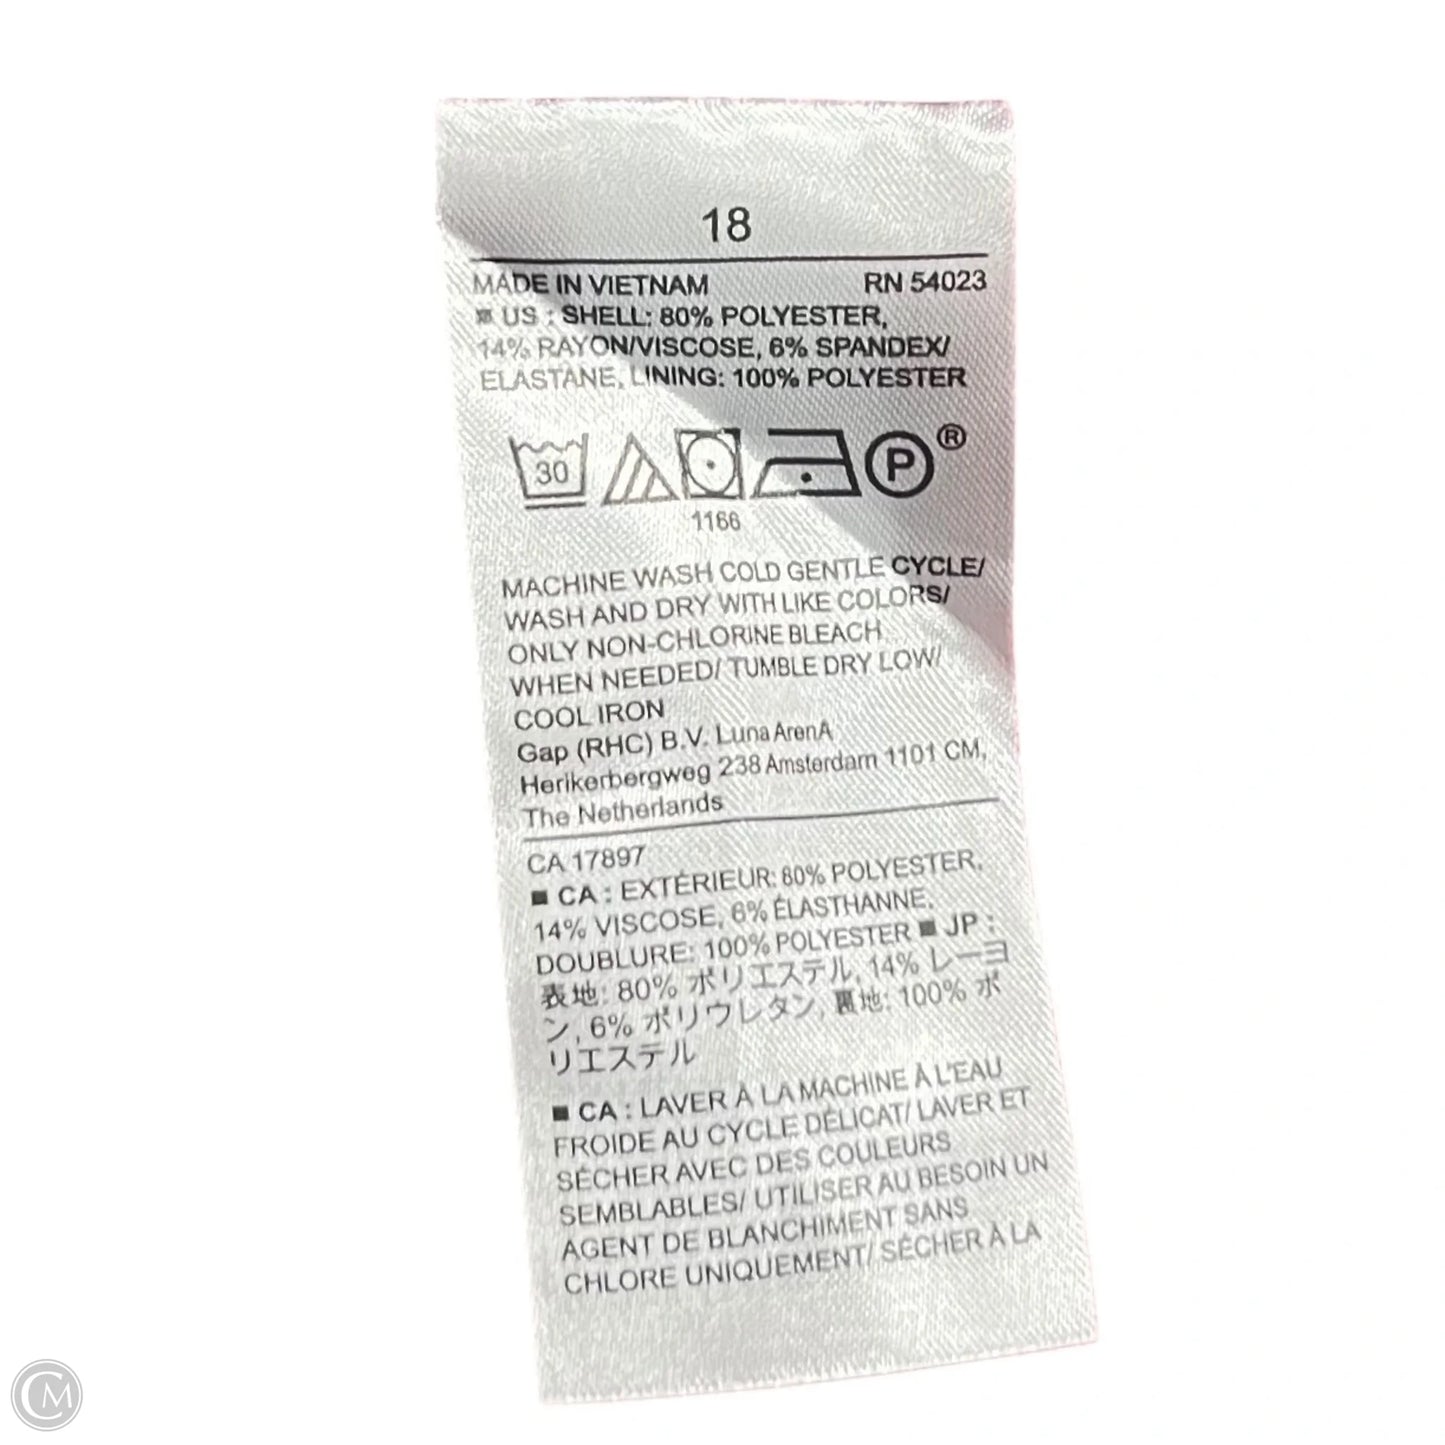 18
MADE IN VIETNAM RN 54023
■ US : SHELL: 80% POLYESTER,
14% RAYON/VISCOSE, 6% SPANDEX/
ELASTANE, LINING: 100% POLYESTER
30 P ®
1166
MACHINE WASH COLD GENTLE CYCLE/
WASH AND DRY WITH LIKE COLORS/
ONLY NON-CHLORINE BLEACH
WHEN NEEDED/ TUMBLE DRY LOW/
COOL IRON
Gap (RHC) B.V. Luna ArenA
Herikerbergweg 238 Amsterdam 1101 CM,
The Netherlands
CA 17897
■ CA : EXTÉRIEUR: 80% POLYESTER,
14% VISCOSE, 6% ÉLASTHANNE,
DOUBLURE: 100% POLYESTER ■ JP :
表地: 80% ポリエステル, 14% レーヨ
ン, 6% ポリウレタン, 裏地: 100% ポ
リエステル
■ CA : LAVER À LA MACHINE À L'EAU
FROIDE AU CYCLE DÉLICAT/ LAVER ET
SÉCHER AVEC DES COULEURS
SEMBLABLES/ UTILISER AU BESOIN UN
AGENT DE BLANCHIMENT SANS
CHLORE UNIQUEMENT/ SÉCHER À LA
CM